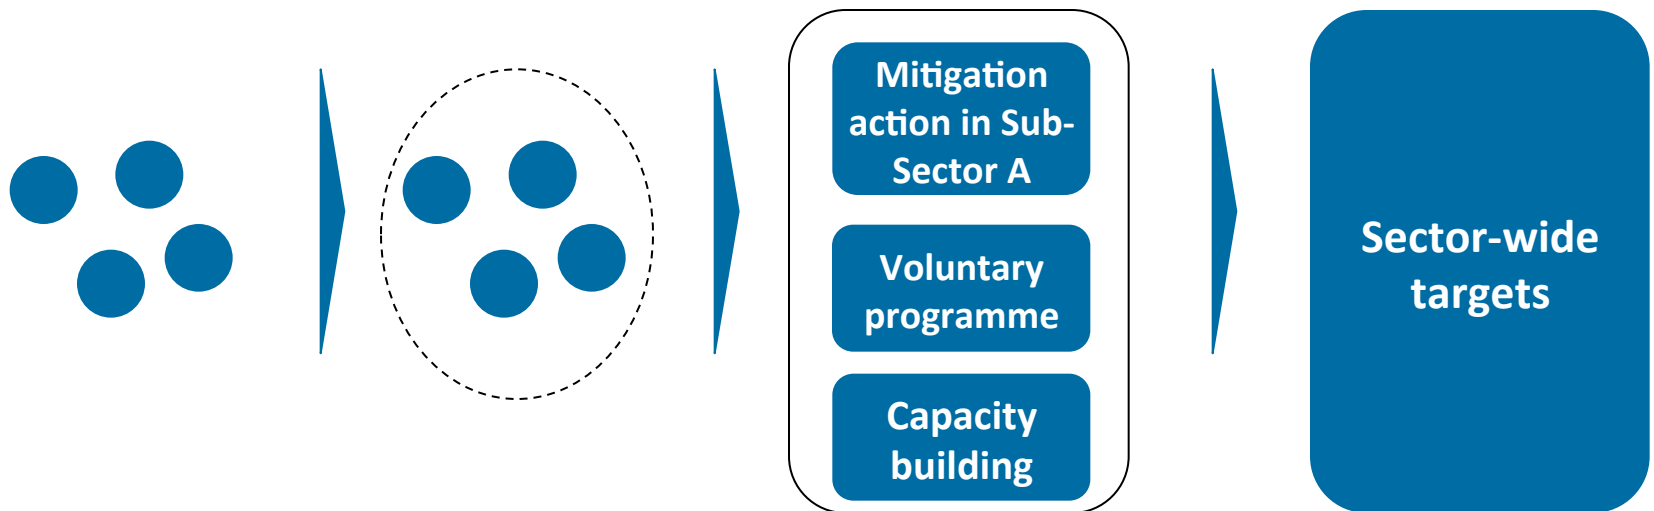 Mitigation
action in Sub-
Sector A
Voluntary
programme
Capacity
building
Sector-wide
targets